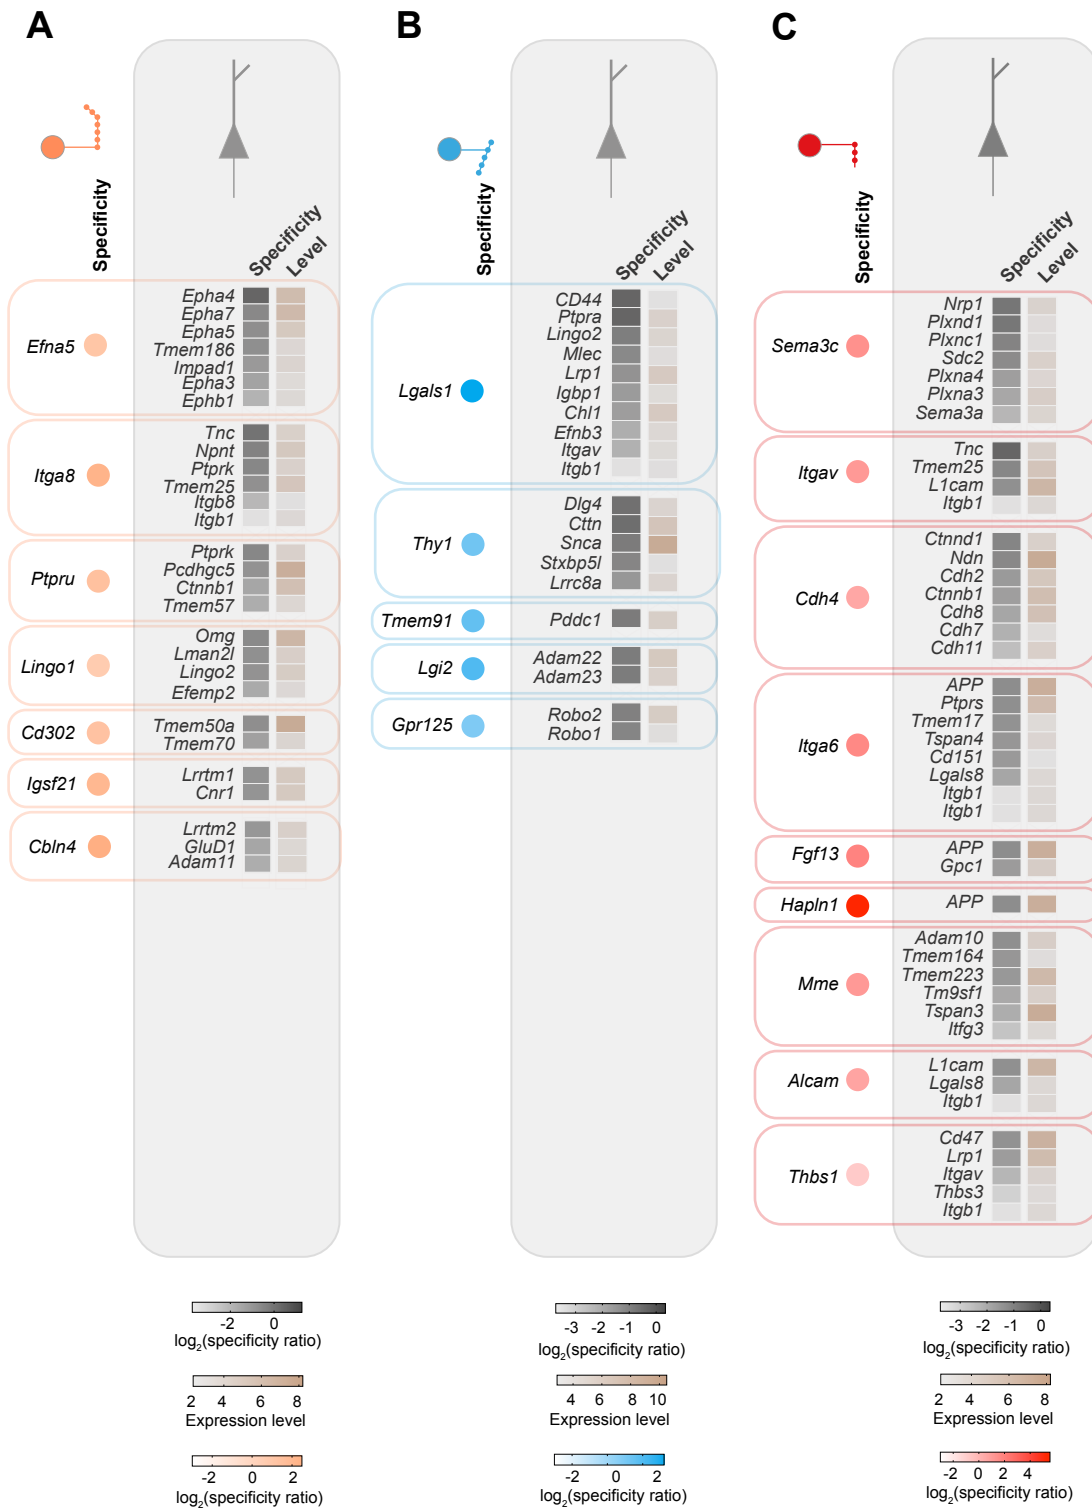 A
Specificity
Specificity
Level
Efna5
Epha4
Epha7
Epha5
Tmem186
Impad1
Epha3
Ephb1
Itga8
Tnc
Npnt
Ptprk
Tmem25
Itgb8
Itgb1
Ptpru
Ptprk
Pcdhgc5
Ctnnb1
Tmem57
Lingo1
Omg
Lman2l
Lingo2
Efemp2
Cd302
Tmem50a
Tmem70
Igsf21
Lrrtm1
Cnr1
Cbln4
Lrrtm2
GluD1
Adam11
-2 0
log2(specificity ratio)
2 4 6 8
Expression level
-2 0 2
log2(specificity ratio)
B
Specificity
Specificity
Level
Lgals1
CD44
Ptpra
Lingo2
Mlec
Lrp1
Igbp1
Chl1
Efnb3
Itgav
Itgb1
Thy1
Dlg4
Cttn
Snca
Stxbp5l
Lrrc8a
Tmem91
Pddc1
Lgi2
Adam22
Adam23
Gpr125
Robo2
Robo1
-3 -2 -1 0
log2(specificity ratio)
4 6 8 10
Expression level
-2 0 2
log2(specificity ratio)
C
Specificity
Specificity
Level
Sema3c
Nrp1
Plxnd1
Plxnc1
Sdc2
Plxna4
Plxna3
Sema3a
Itgav
Tnc
Tmem25
L1cam
Itgb1
Cdh4
Ctnnd1
Ndn
Cdh2
Ctnnb1
Cdh8
Cdh7
Cdh11
Itga6
APP
Ptprs
Tmem17
Tspan4
Cd151
Lgals8
Itgb1
Itgb1
Fgf13
APP
Gpc1
Hapln1
APP
Mme
Adam10
Tmem164
Tmem223
Tm9sf1
Tspan3
Itfg3
Alcam
L1cam
Lgals8
Itgb1
Thbs1
Cd47
Lrp1
Itgav
Thbs3
Itgb1
-3 -2 -1 0
log2(specificity ratio)
2 4 6 8
Expression level
-2 0 2 4
log2(specificity ratio)